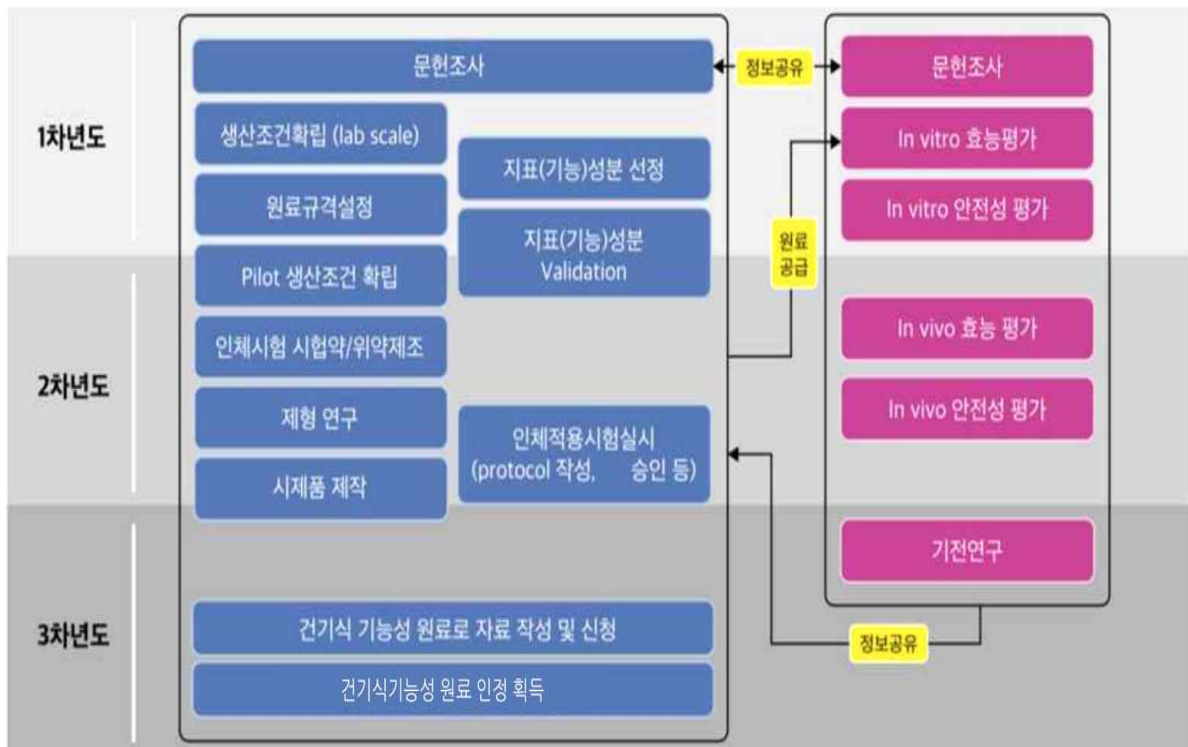 1차년도
문헌조사
정보공유
문헌조사
생산조건확립 (lab scale)
지표(기능)성분 선정
In vitro 효능평가
원료규격설정
지표(기능)성분
Validation
In vitro 안전성 평가
원료
공급
2차년도
Pilot 생산조건 확립
인체시험 시헙약/위약제조
In vivo 효능 평가
제형 연구
인체적용시험실시
(protocol 작성, 승인 등)
In vivo 안전성 평가
시제품 제작
3차년도
기전연구
건기식 기능성 원료로 자료 작성 및 신청
정보공유
건기식기능성 원료 인정 획득